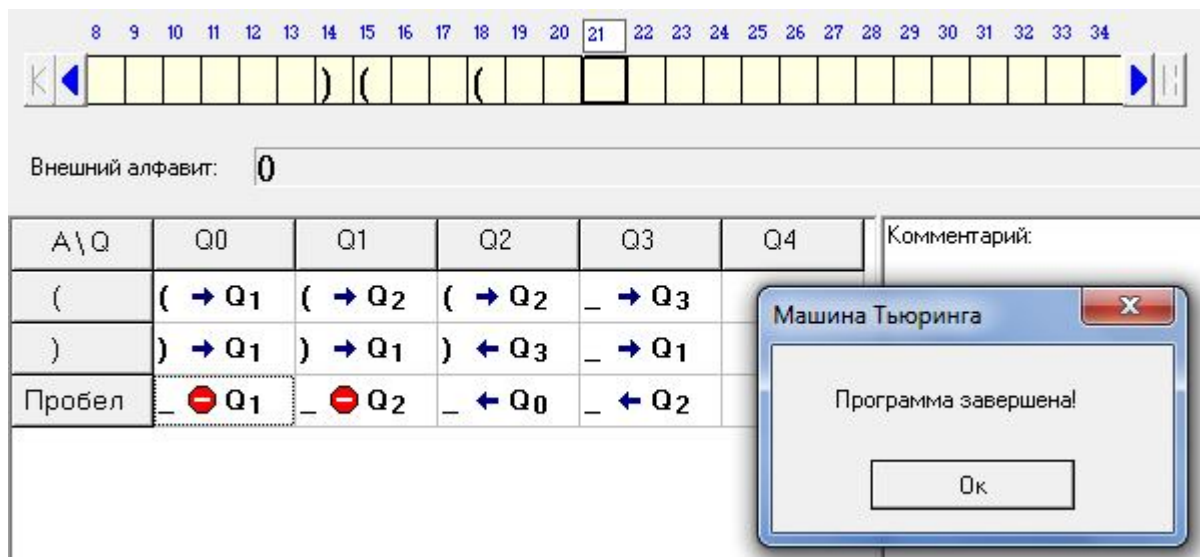 8 9 10 11 12 13 14 15 16 17 18 19 20 21 22 23 24 25 26 27 28 29 30 31 32 33 34
) ( (
Внешний алфавит: ()
A\Q Q0 Q1 Q2 Q3 Q4 Комментарий:
( ( → Q1 ( → Q2 ( → Q2 _ → Q3
) ) → Q1 ) → Q1 ) ← Q3 _ → Q1
Пробел _ ⛔ Q1 _ ⛔ Q2 _ ← Q0 _ ← Q2
Машина Тьюринга
Программа завершена!
Ок